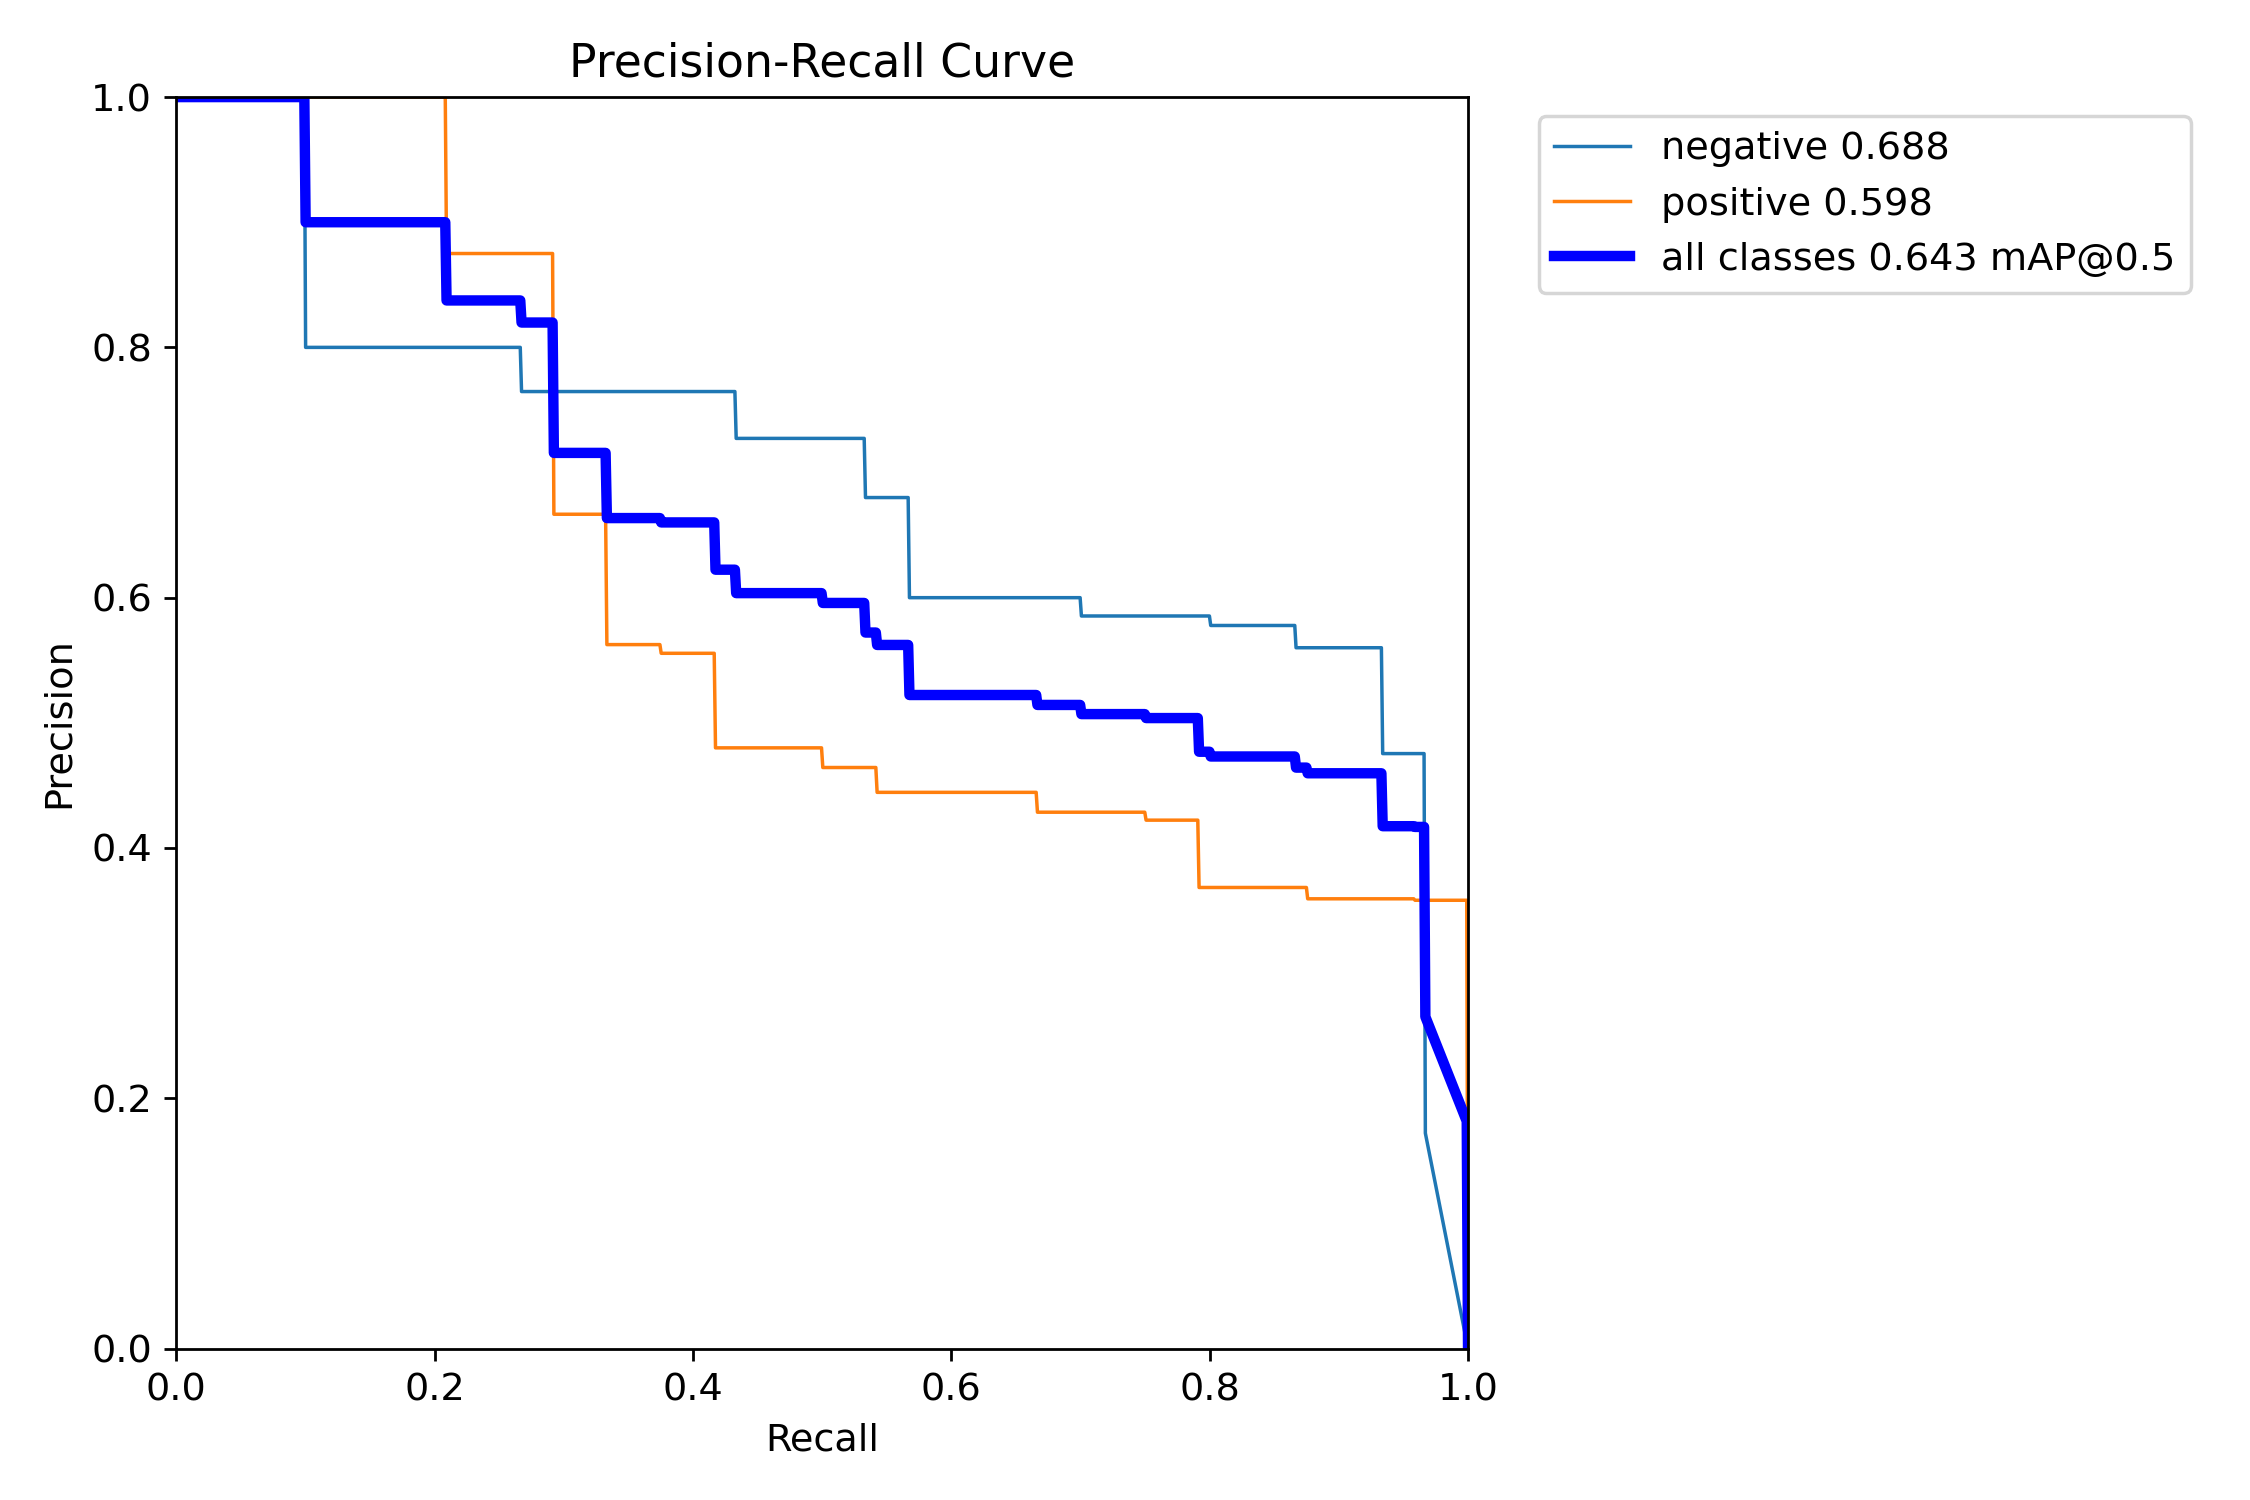 Precision-Recall Curve
negative 0.688
positive 0.598
all classes 0.643 mAP@0.5
Precision
1.0
0.8
0.6
0.4
0.2
0.0
0.0 0.2 0.4 0.6 0.8 1.0
Recall